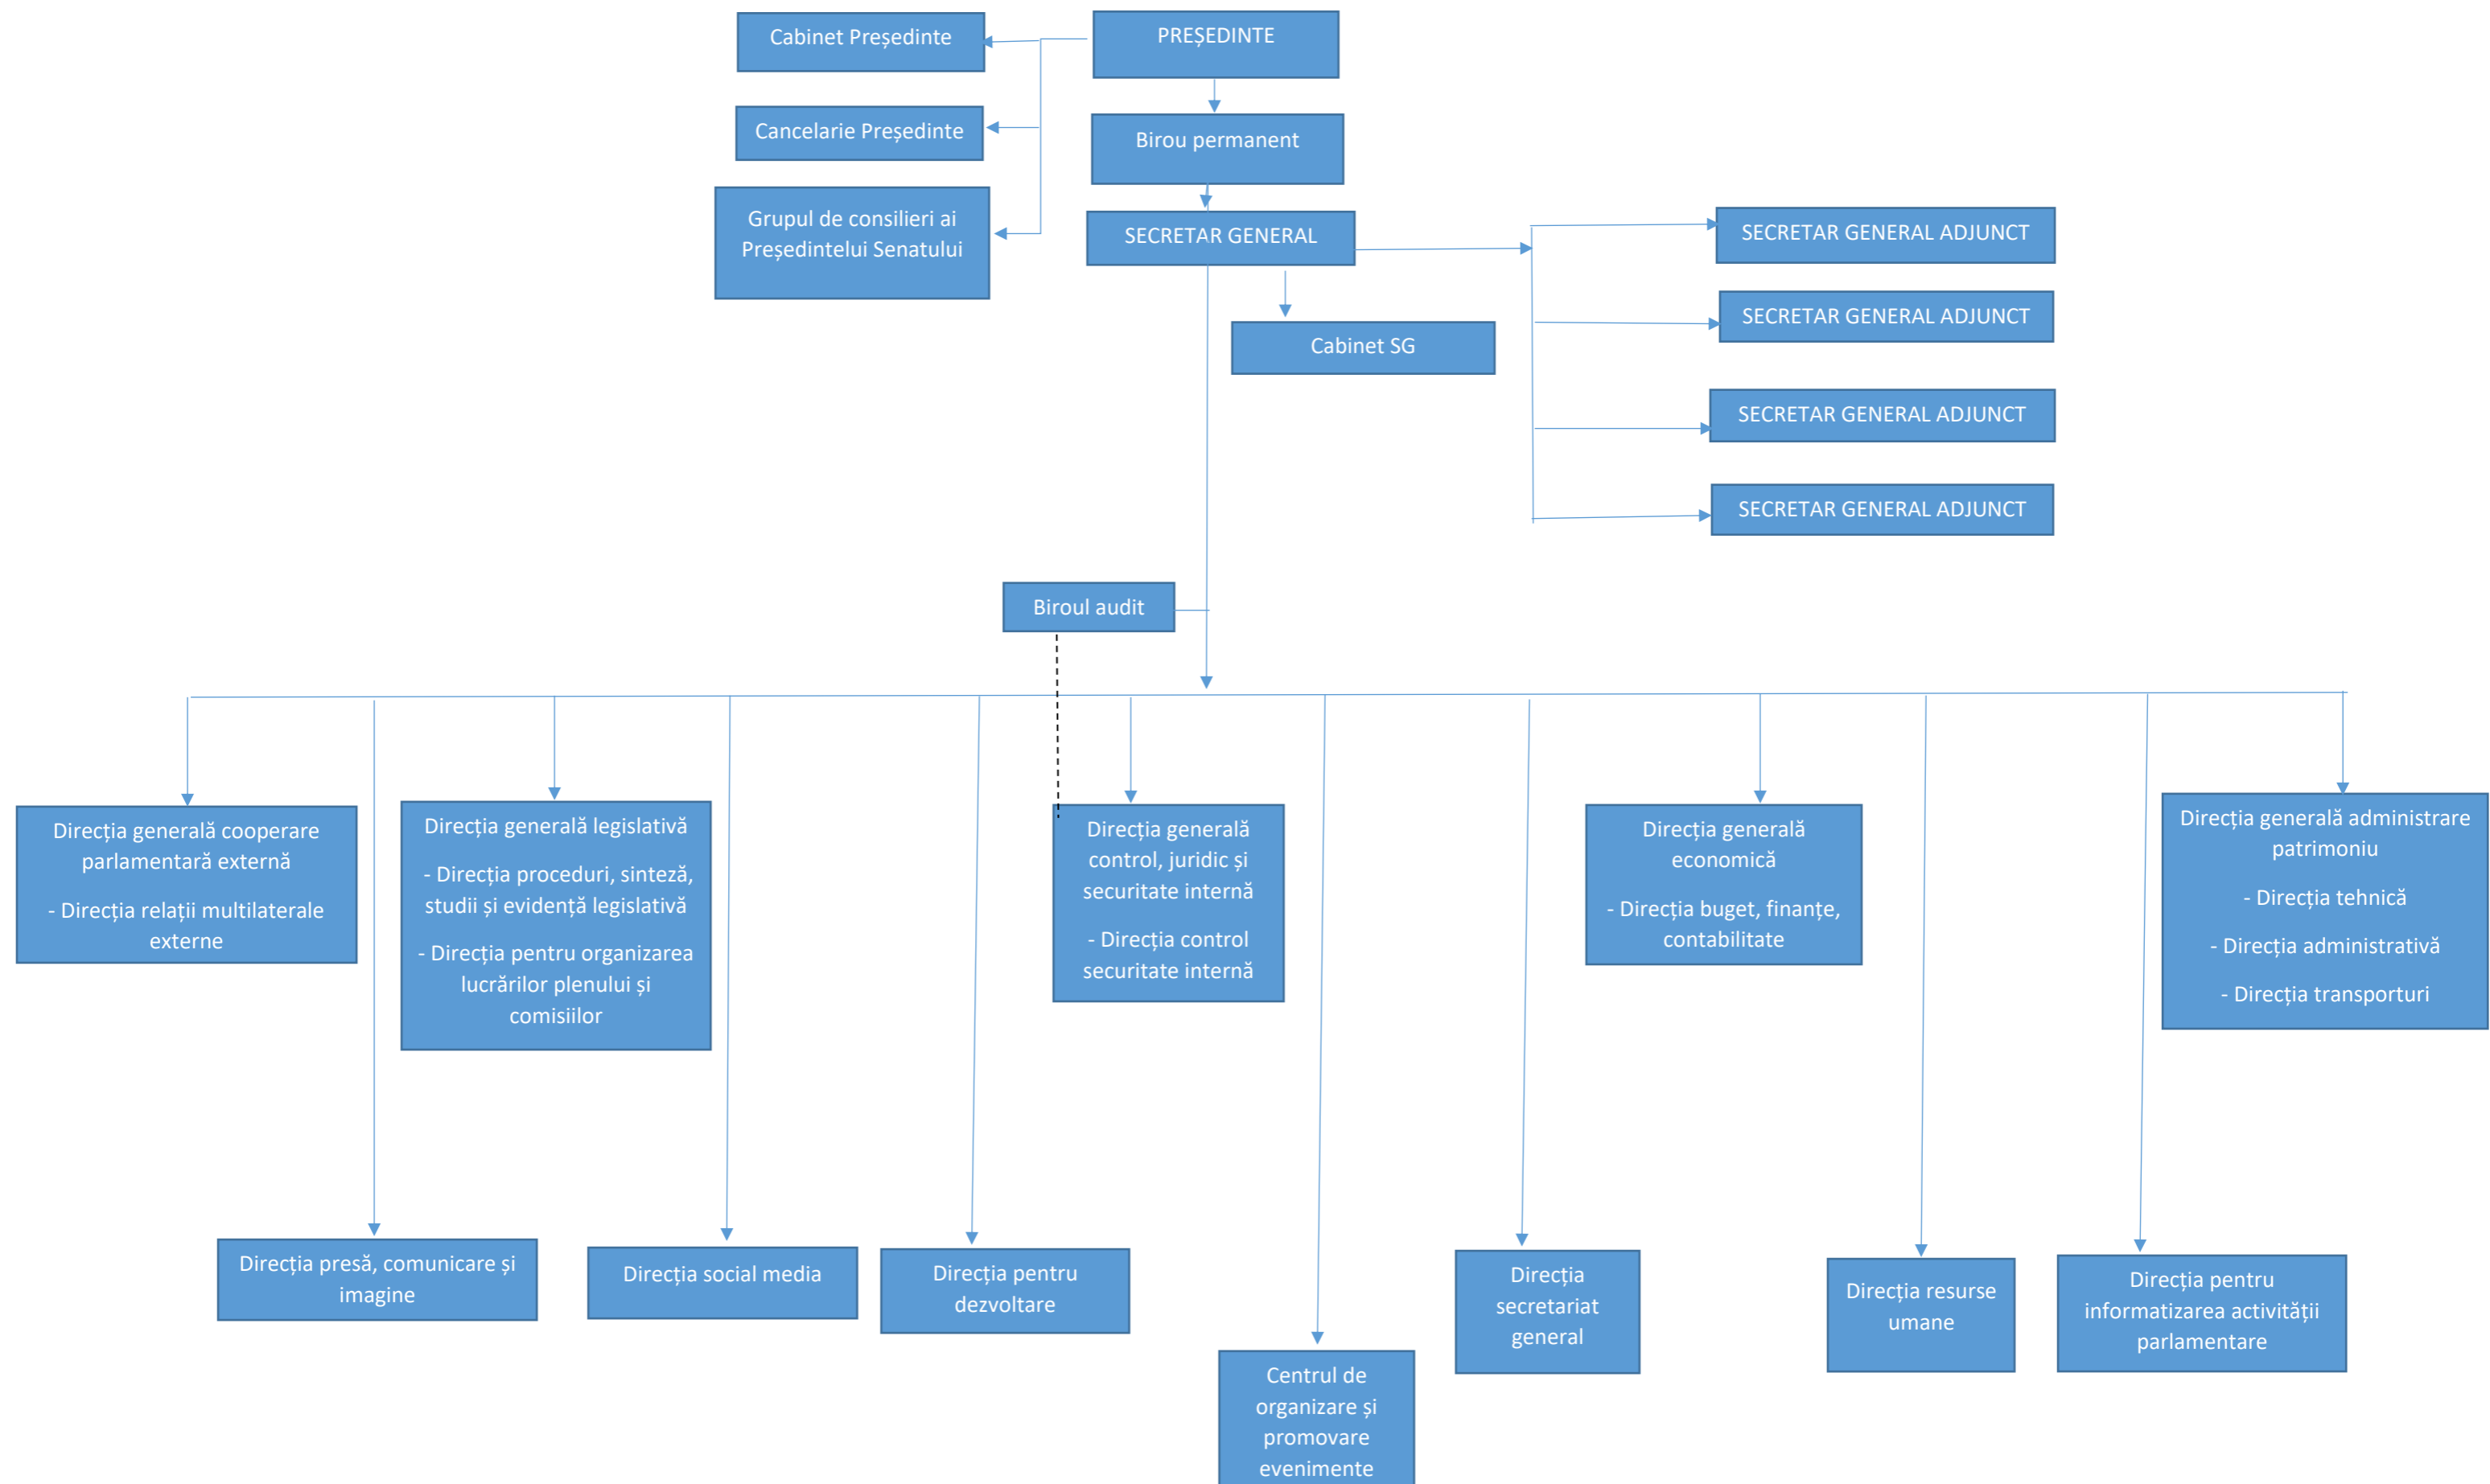 Cabinet Președinte
PREȘEDINTE
Cancelarie Președinte
Birou permanent
Grupul de consilieri ai
Președintelui Senatului
SECRETAR GENERAL
SECRETAR GENERAL ADJUNCT
SECRETAR GENERAL ADJUNCT
Cabinet SG
SECRETAR GENERAL ADJUNCT
SECRETAR GENERAL ADJUNCT
Biroul audit
Direcția generală cooperare
parlamentară externă
- Direcția relații multilaterale
externe
Direcția generală legislativă
- Direcția proceduri, sinteză,
studii și evidență legislativă
- Direcția pentru organizarea
lucrărilor plenului și
comisiilor
Direcția generală
control, juridic și
securitate internă
- Direcția control
securitate internă
Direcția generală
economică
- Direcția buget, finanțe,
contabilitate
Direcția generală administrare
patrimoniu
- Direcția tehnică
- Direcția administrativă
- Direcția transporturi
Direcția presă, comunicare și
imagine
Direcția social media
Direcția pentru
dezvoltare
Centrul de
organizare și
promovare
evenimente
Direcția
secretariat
general
Direcția resurse
umane
Direcția pentru
informatizarea activității
parlamentare